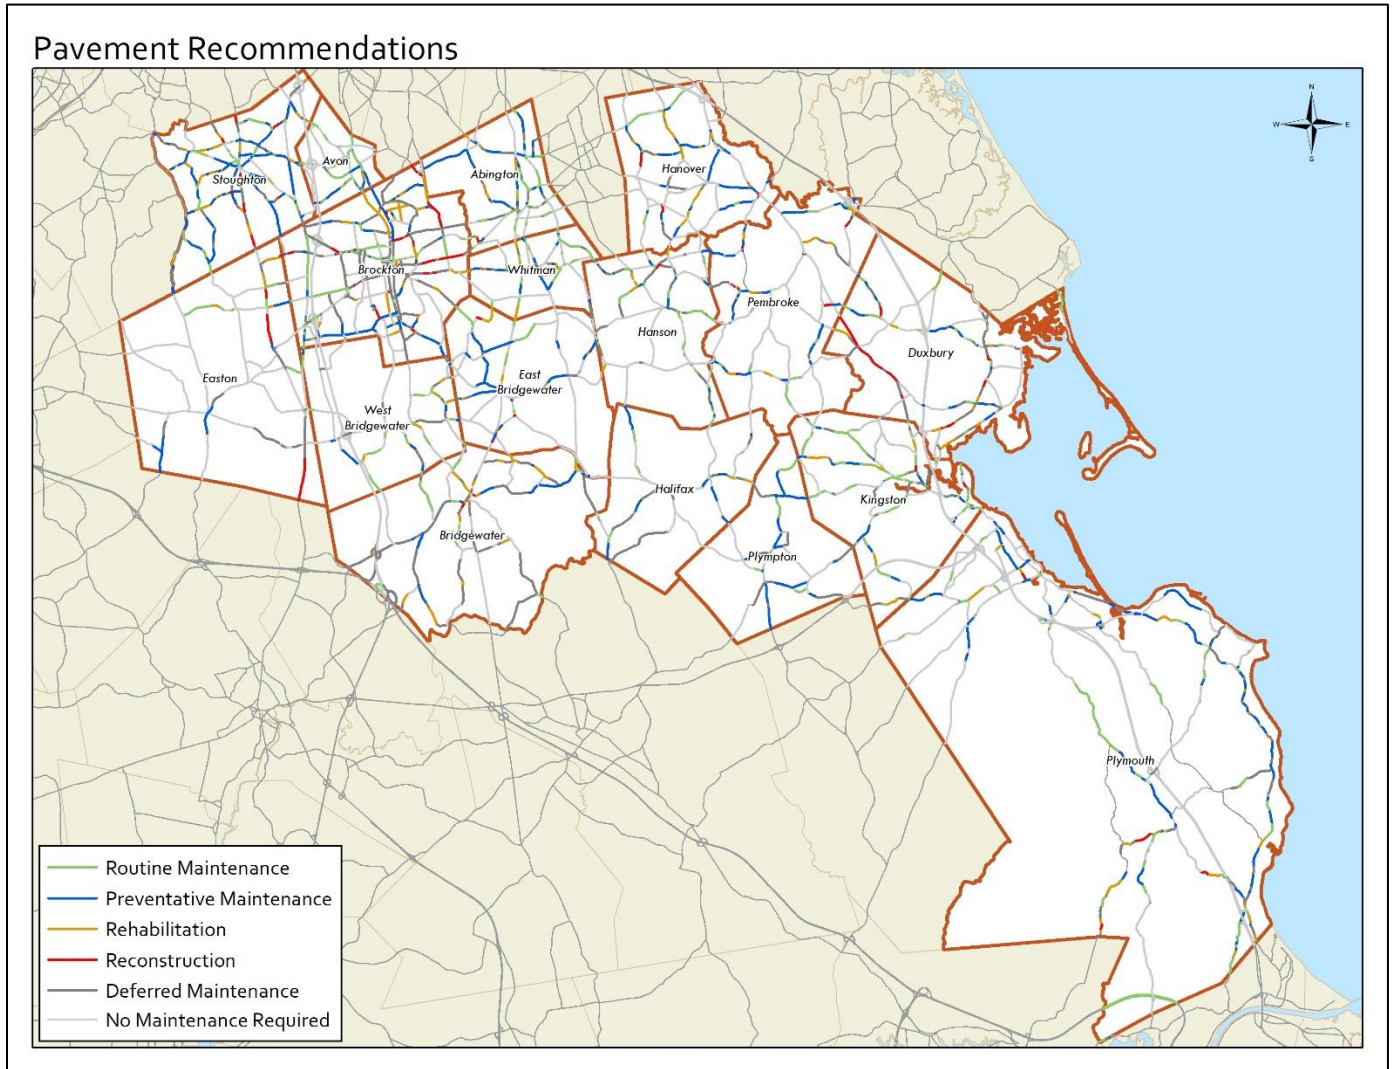 Pavement Recommendations
N
W E
S
Stoughton
Avon
Abington
Hanover
Brockton
Whitman
Pembroke
Hanson
Duxbury
Easton
East
Bridgewater
West
Bridgewater
Halifax
Kingston
Bridgewater
Plympton
Plymouth
Routine Maintenance
Preventative Maintenance
Rehabilitation
Reconstruction
Deferred Maintenance
No Maintenance Required